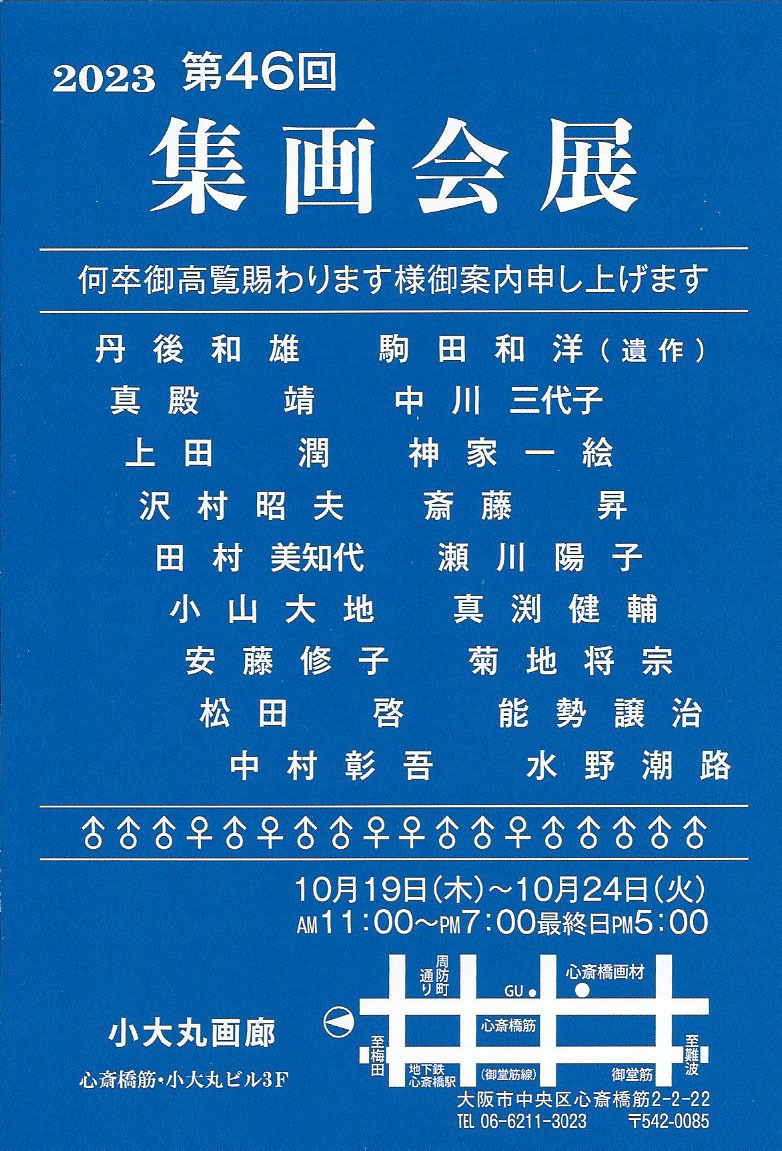 2023 第46回
集画会展
何卒御高覧賜わります様御案内申し上げます
丹後和雄 駒田和洋(遺作)
真殿 靖 中川三代子
上田 潤 神家一絵
沢村昭夫 斎藤 昇
田村美知代 瀬川陽子
小山大地 真渕健輔
安藤修子 菊地将宗
松田 啓 能勢譲治
中村彰吾 水野潮路
♂♂♂♀♂♀♂♂♀♀♂♂♀♂♂♂♂♂
10月19日(木)〜10月24日(火)
AM11:00〜PM7:00最終日PM5:00
周防町通り
GU
心斎橋画材
心斎橋筋
至梅田
地下鉄心斎橋駅
(御堂筋線)
御堂筋
至難波
小大丸画廊
心斎橋筋・小大丸ビル3F
大阪市中央区心斎橋筋2-2-22
TEL 06-6211-3023 〒542-0085